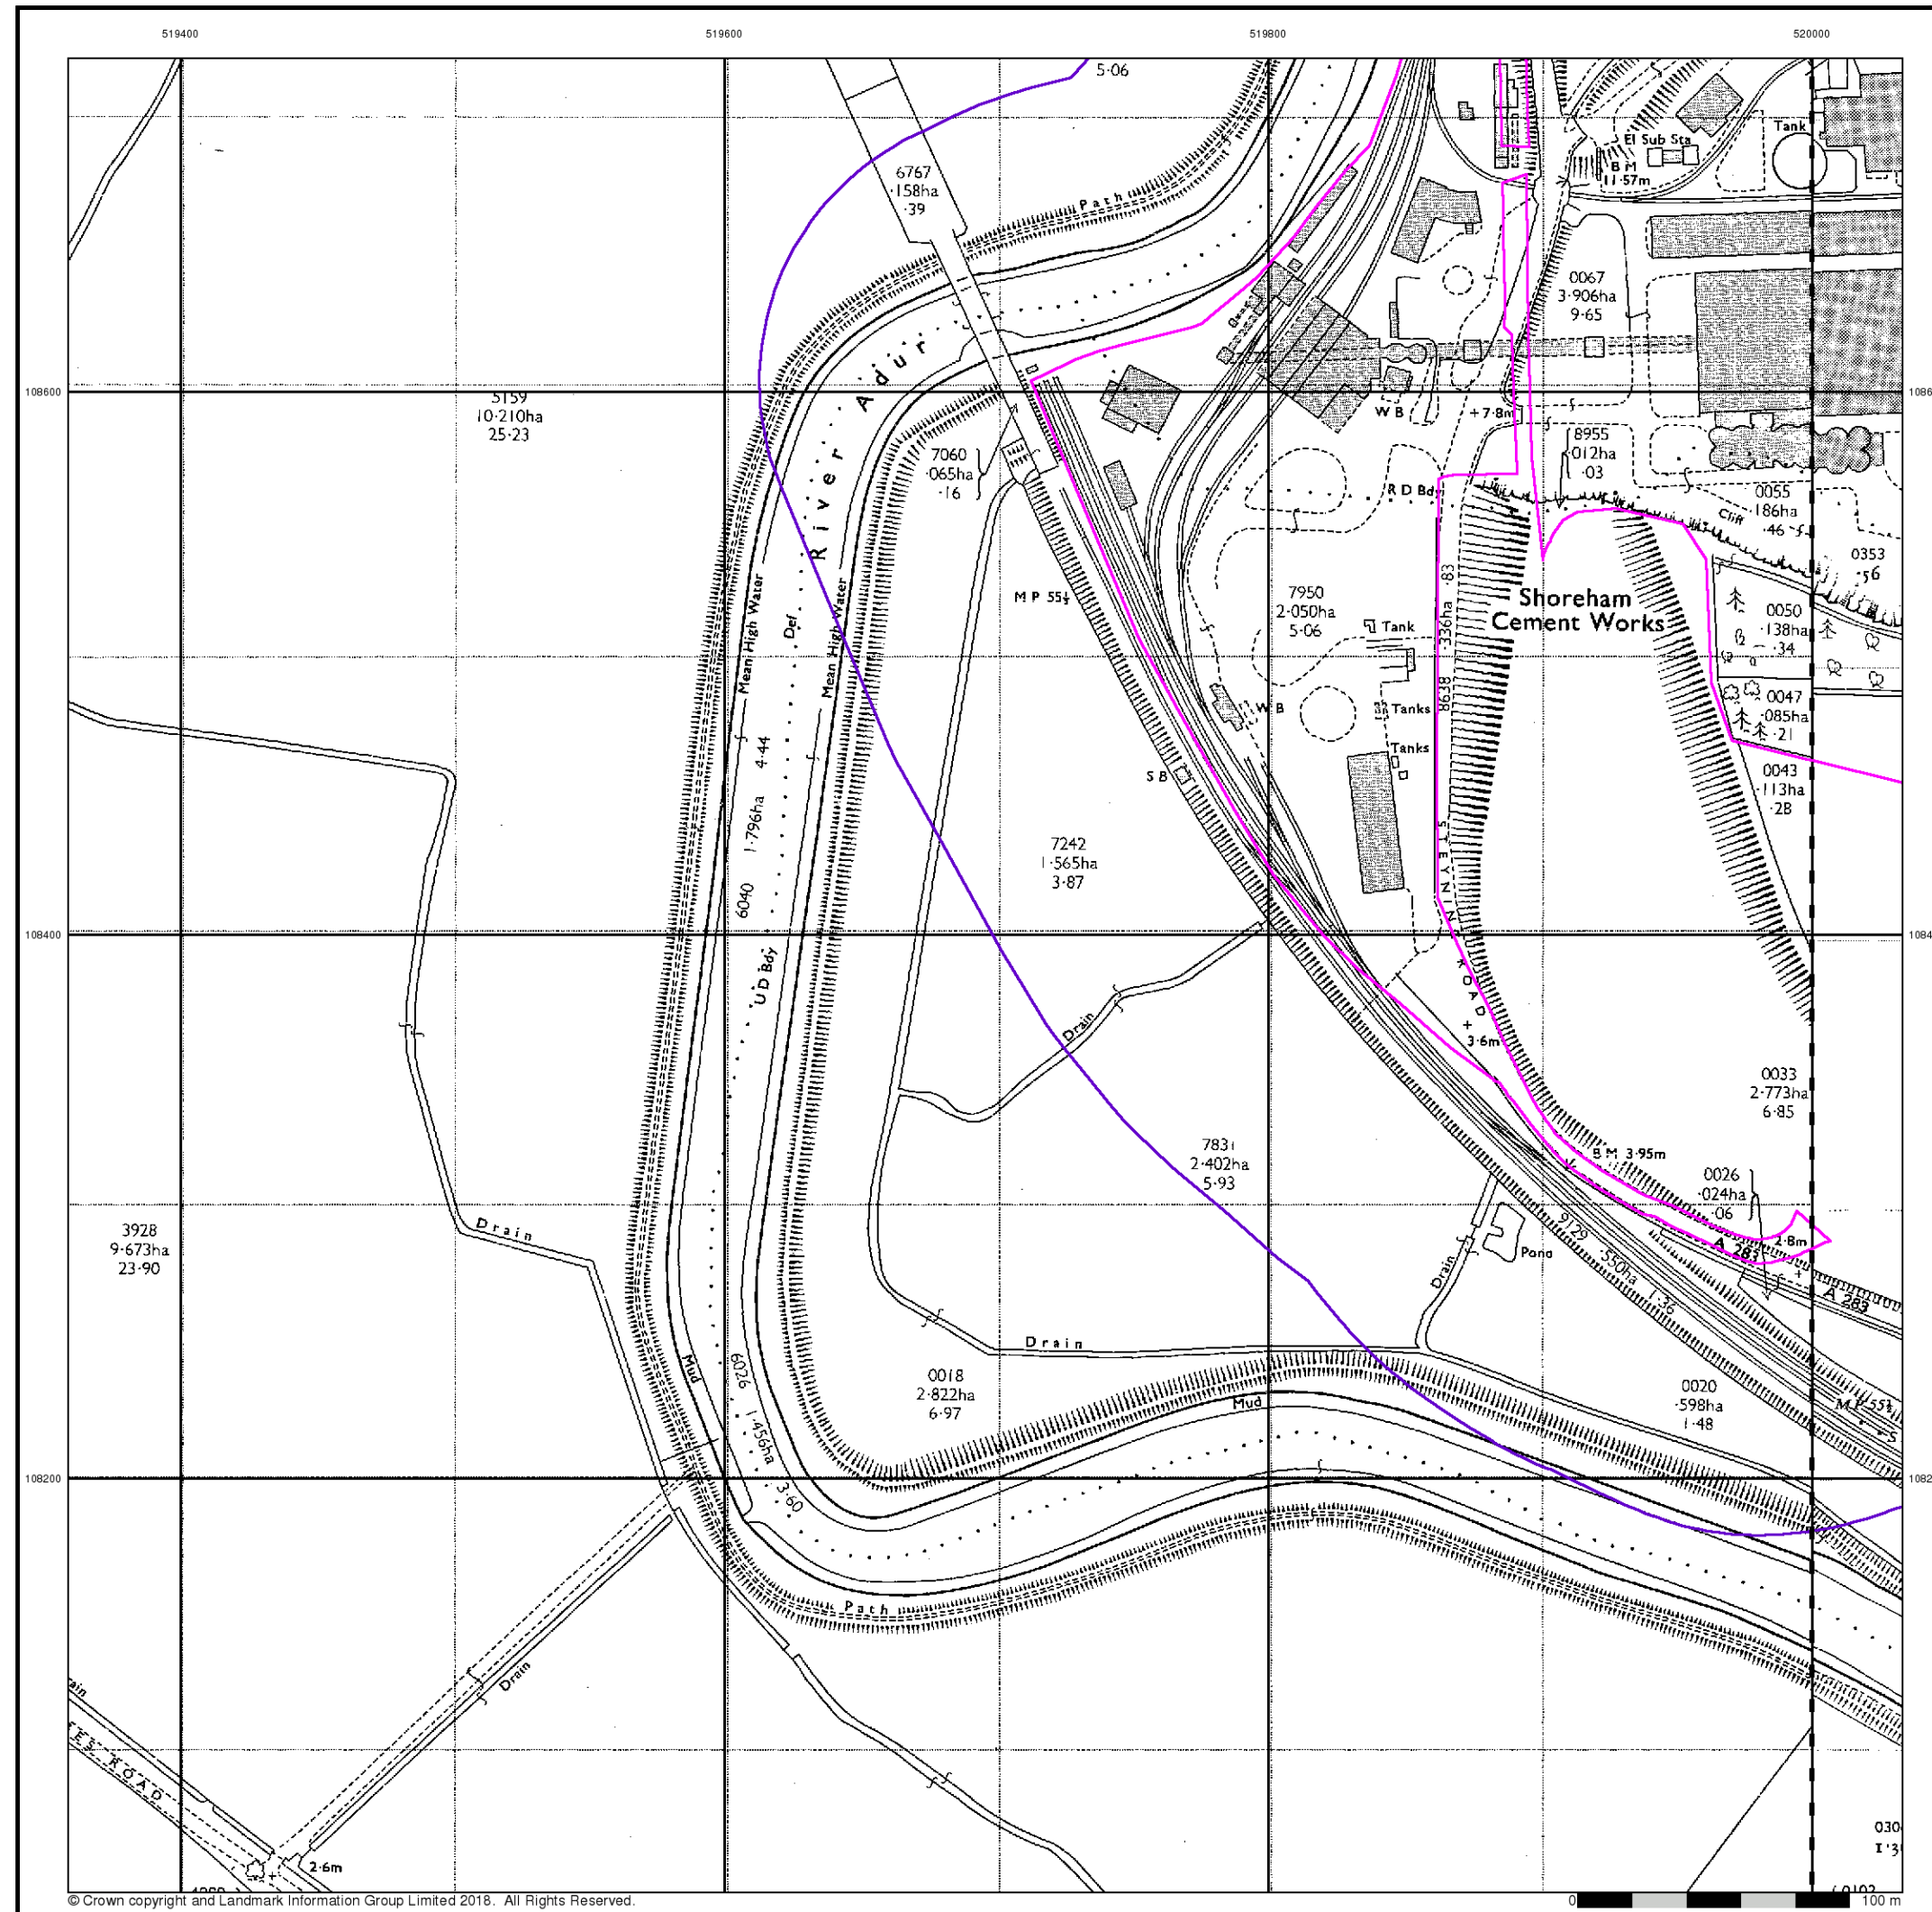 519400
519600
519800
520000
5·06
Tank
El Sub Sta
B M
11·57m
6767
·158ha
·39
Path
0067
3·906ha
9·65
River Adur
108600
5159
10·210ha
25·23
W B
+7·8m
7060
·065ha
·16
8955
·012ha
·03
R D Bdy
0055
·186ha
·46
Cliff
0353
·56
Mean High Water
Def
Mean High Water
M P 55½
7950
2·050ha
5·06
Tank
8638 ·336ha ·83
Shoreham
Cement Works
0050
·138ha
·34
W B
Tanks
0047
·085ha
·21
Tanks
S B
0043
·113ha
·28
6040 1·796ha 4·44
7242
1·565ha
3·87
STEYNING ROAD
108400
U D Bdy
Drain
3·6m
0033
2·773ha
6·85
7831
2·402ha
5·93
B M 3·95m
0026
·024ha
·06
3928
9·673ha
23·90
Drain
9129 ·550ha 1·36
Pond
Drain
A 283
2·8m
A 283
Drain
Mud
6026 1·456ha 3·60
0018
2·822ha
6·97
Mud
0020
·598ha
1·48
108200
Path
Drain
ROAD
2·6m
© Crown copyright and Landmark Information Group Limited 2018. All Rights Reserved.
0
100 m